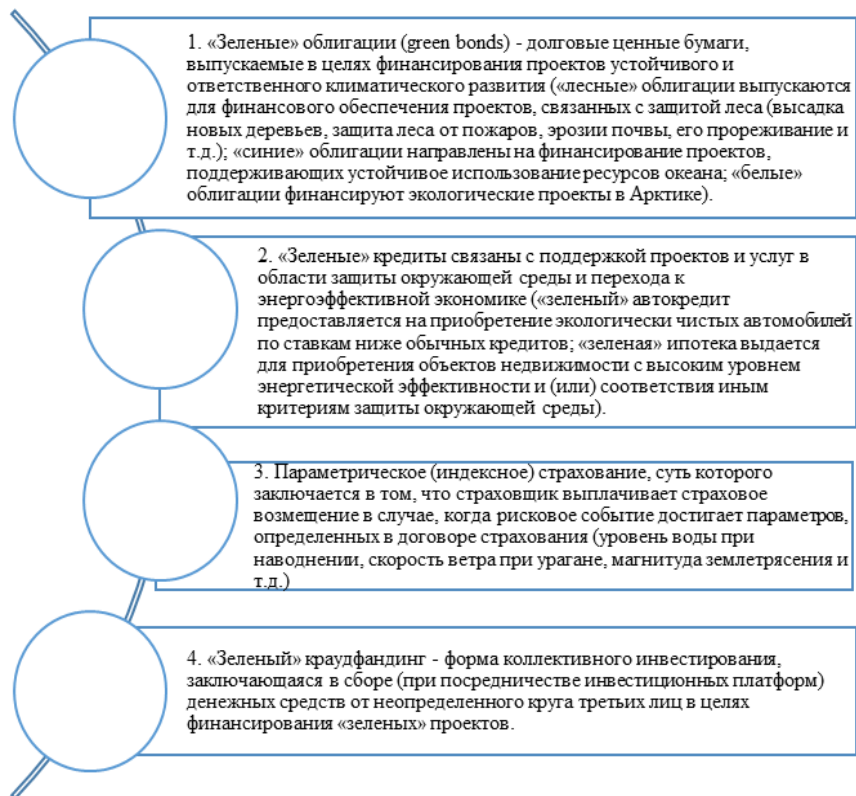 1. «Зеленые» облигации (green bonds) - долговые ценные бумаги,
выпускаемые в целях финансирования проектов устойчивого и
ответственного климатического развития («лесные» облигации выпускаются
для финансового обеспечения проектов, связанных с защитой леса (высадка
новых деревьев, защита леса от пожаров, эрозии почвы, его прореживание и
т.д.); «синие» облигации направлены на финансирование проектов,
поддерживающих устойчивое использование ресурсов океана; «белые»
облигации финансируют экологические проекты в Арктике).
2. «Зеленые» кредиты связаны с поддержкой проектов и услуг в
области защиты окружающей среды и перехода к
энергоэффективной экономике («зеленый» автокредит
предоставляется на приобретение экологически чистых автомобилей
по ставкам ниже обычных кредитов; «зеленая» ипотека выдается
для приобретения объектов недвижимости с высоким уровнем
энергетической эффективности и (или) соответствия иным
критериям защиты окружающей среды).
3. Параметрическое (индексное) страхование, суть которого
заключается в том, что страховщик выплачивает страховое
возмещение в случае, когда рисковое событие достигает параметров,
определенных в договоре страхования (уровень воды при
наводнении, скорость ветра при урагане, магнитуда землетрясения и
т.д.)
4. «Зеленый» краудфандинг - форма коллективного инвестирования,
заключающаяся в сборе (при посредничестве инвестиционных платформ)
денежных средств от неопределенного круга третьих лиц в целях
финансирования «зеленых» проектов.